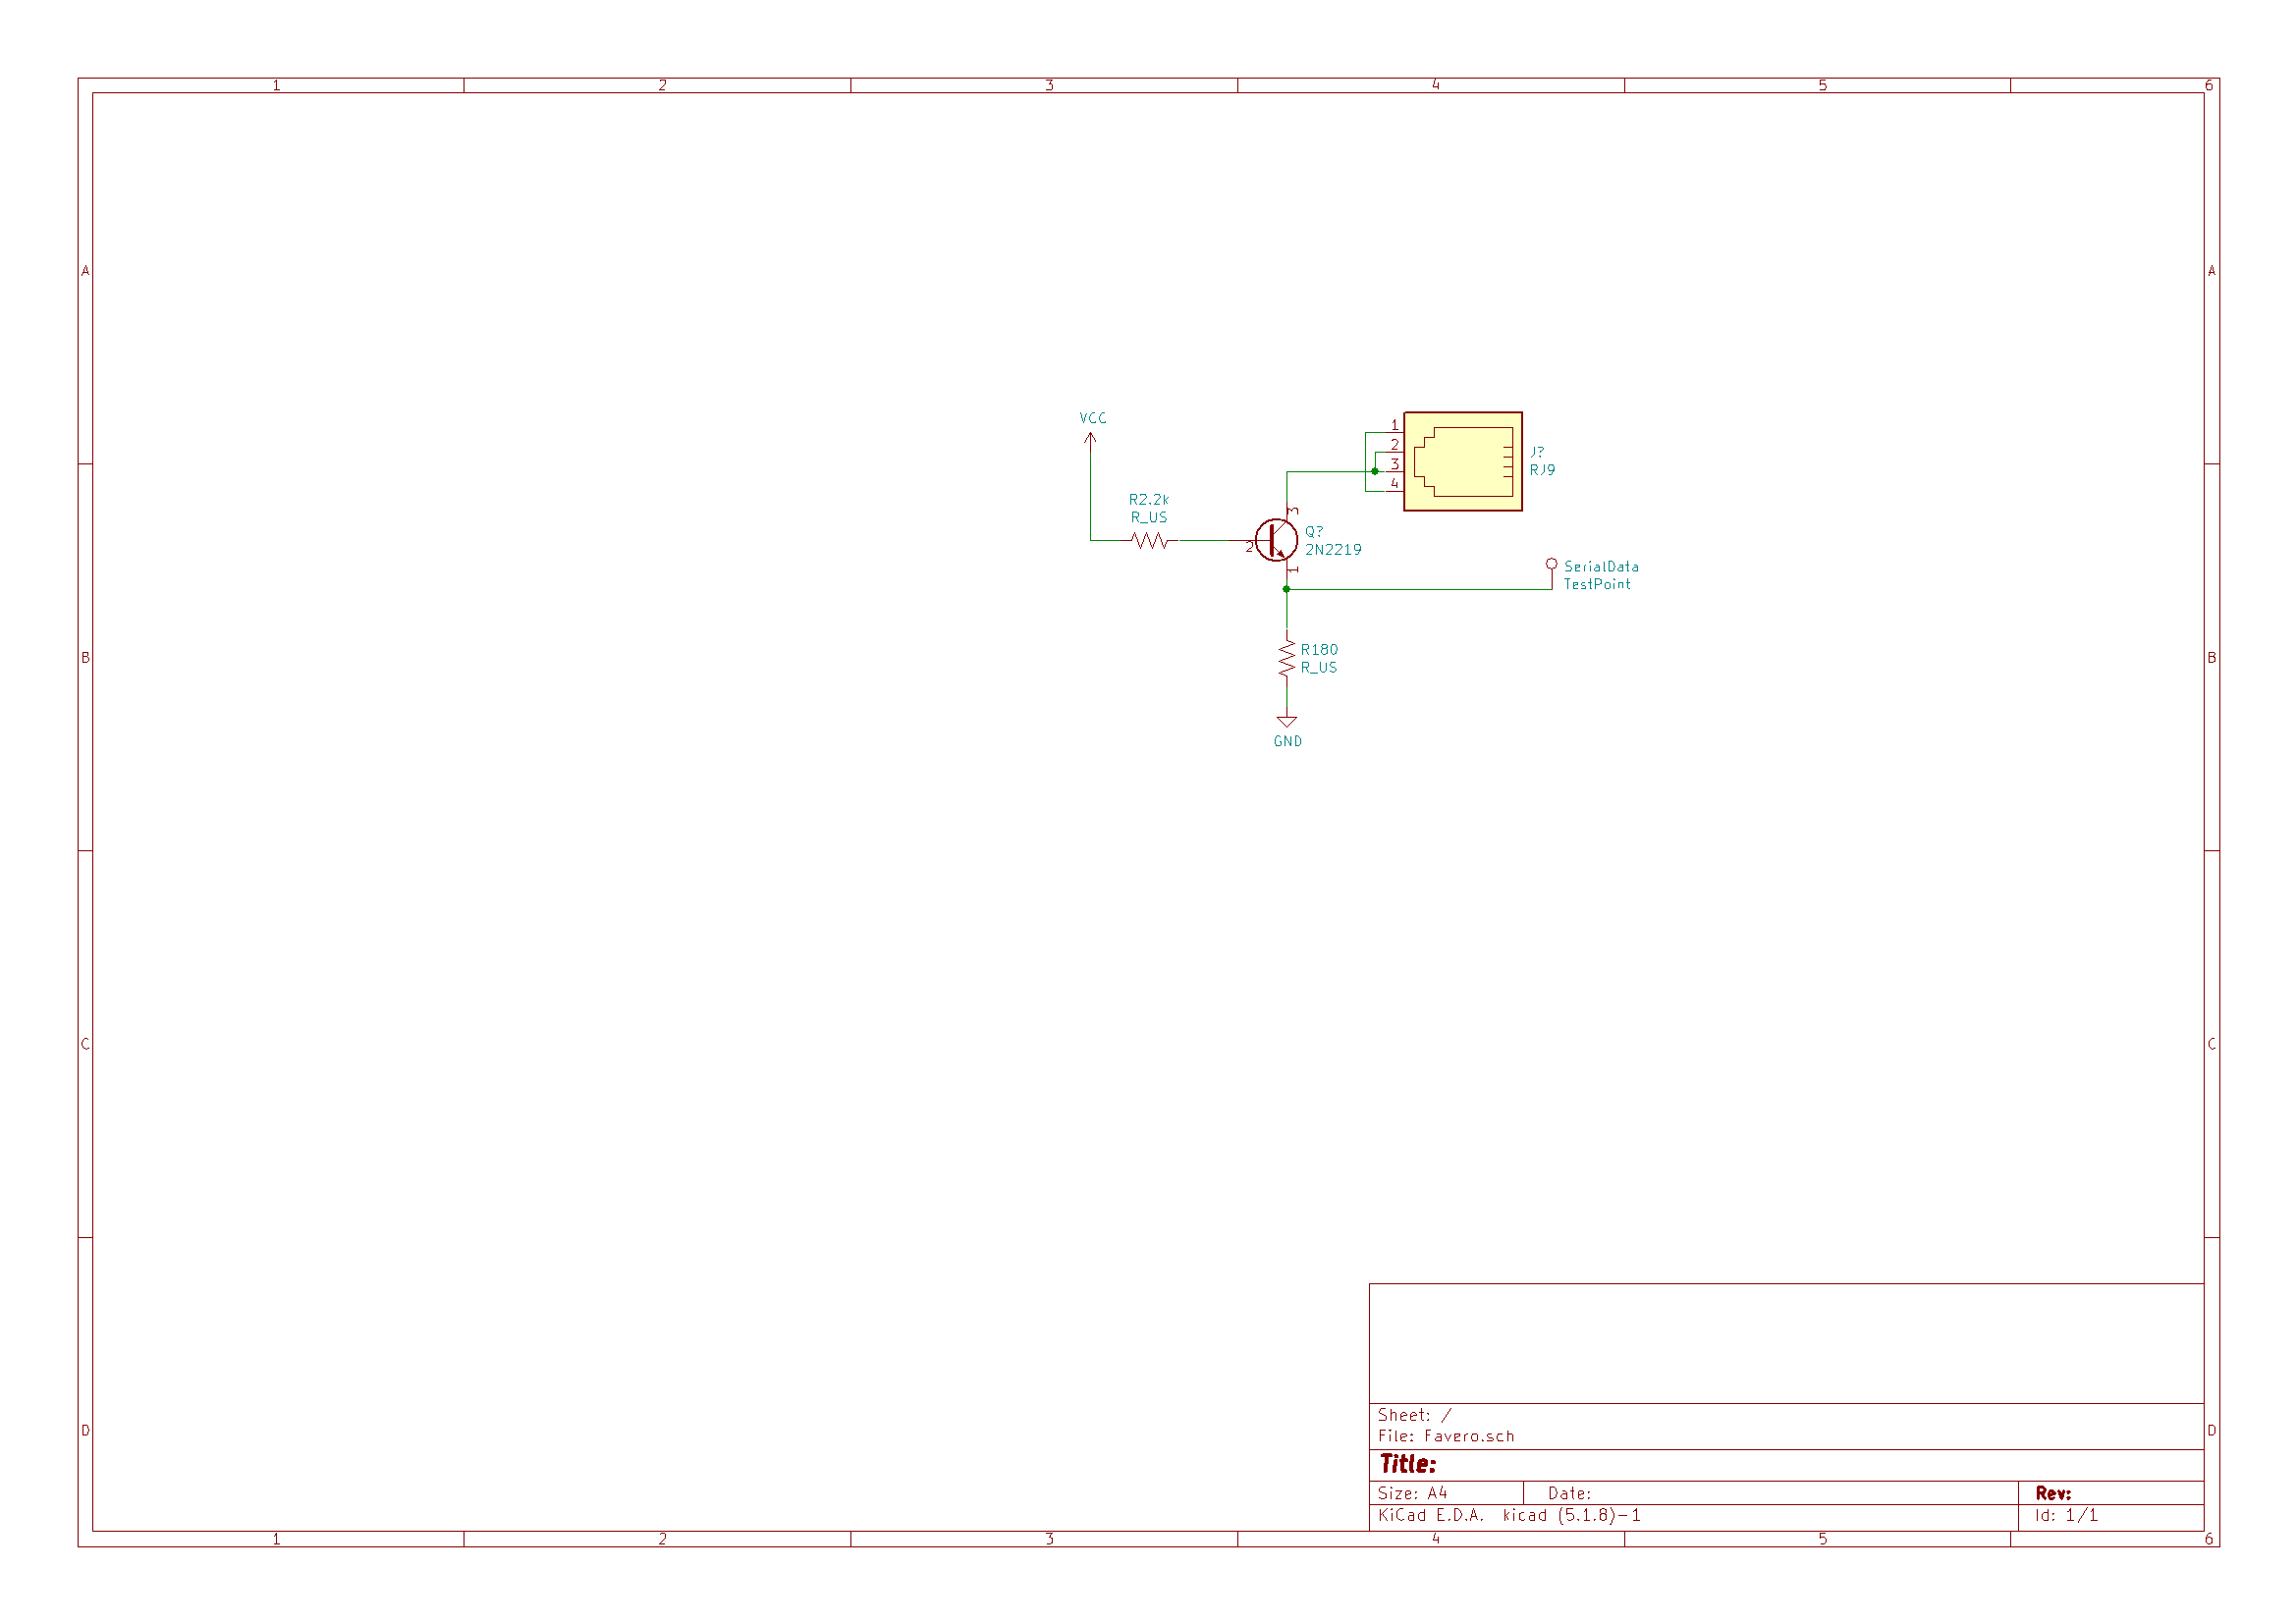 1 2 3 4 5 6
A A
VCC
1
2
3
4
J?
RJ9
R2.2k
R_US
3
Q?
2N2219
2
1
SerialData
TestPoint
B B
R180
R_US
GND
C C
Sheet: /
File: Favero.sch
D D
Title:
Size: A4 Date: Rev:
KiCad E.D.A. kicad (5.1.8)-1 Id: 1/1
1 2 3 4 5 6